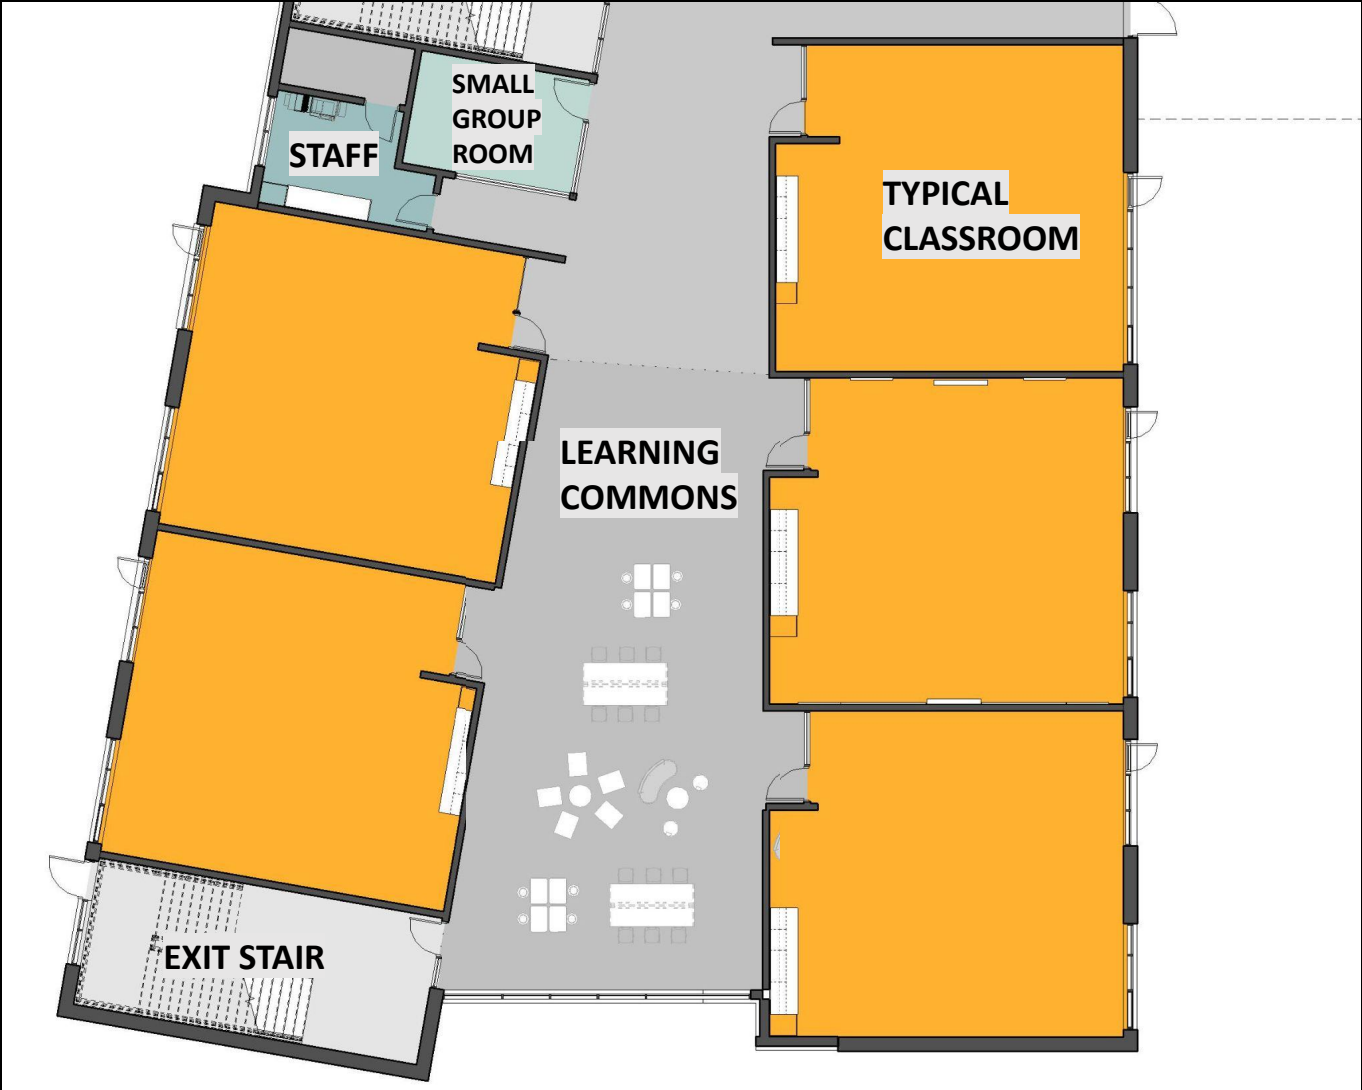 SMALL
GROUP
ROOM
STAFF
TYPICAL
CLASSROOM
LEARNING
COMMONS
EXIT STAIR